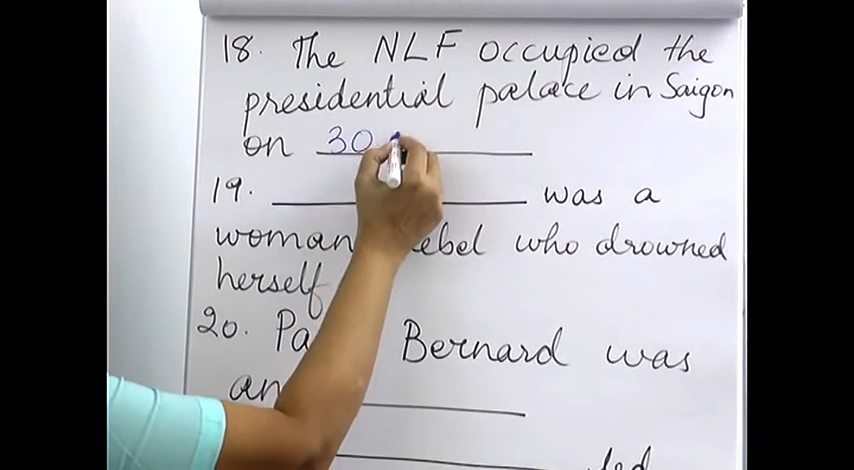 18. The NLF occupied the
presidential palace in Saigon
on 30
19. was a
woman rebel who drowned
herself
20. Bernard was
led